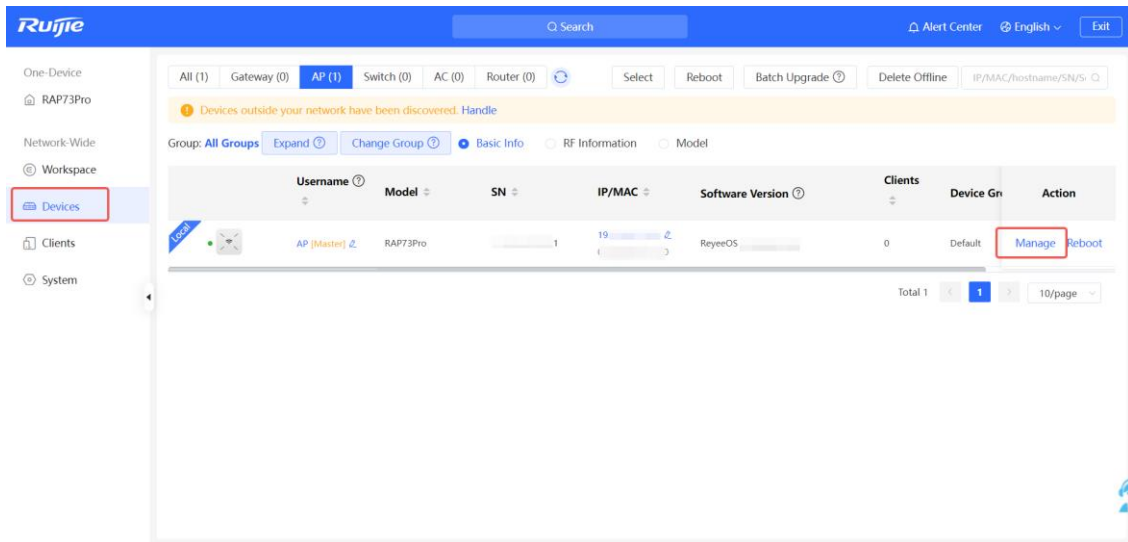 Ruijie
Search
Alert Center English Exit
One-Device
RAP73Pro
Network-Wide
Workspace
Devices
Clients
System
All (1) Gateway (0) AP (1) Switch (0) AC (0) Router (0) Select Reboot Batch Upgrade Delete Offline IP/MAC/hostname/SN/S
Devices outside your network have been discovered. Handle
Group: All Groups Expand Change Group Basic Info RF Information Model
Username Model SN IP/MAC Software Version Clients Device Gr Action
Local AP [Master] RAP73Pro 1 19 ReyeeOS 0 Default Manage Reboot
Total 1 1 10/page